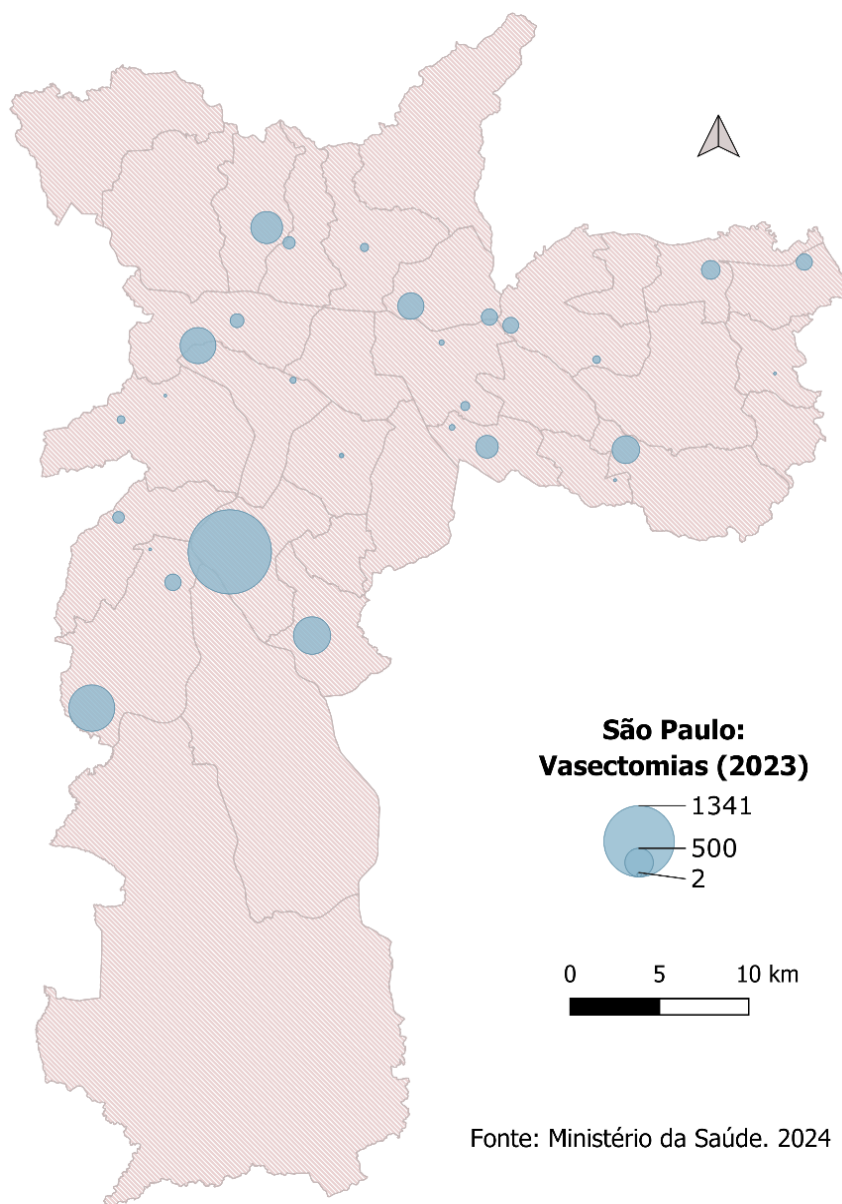 São Paulo:
Vasectomias (2023)
1341
500
2
0 5 10 km
Fonte: Ministério da Saúde. 2024